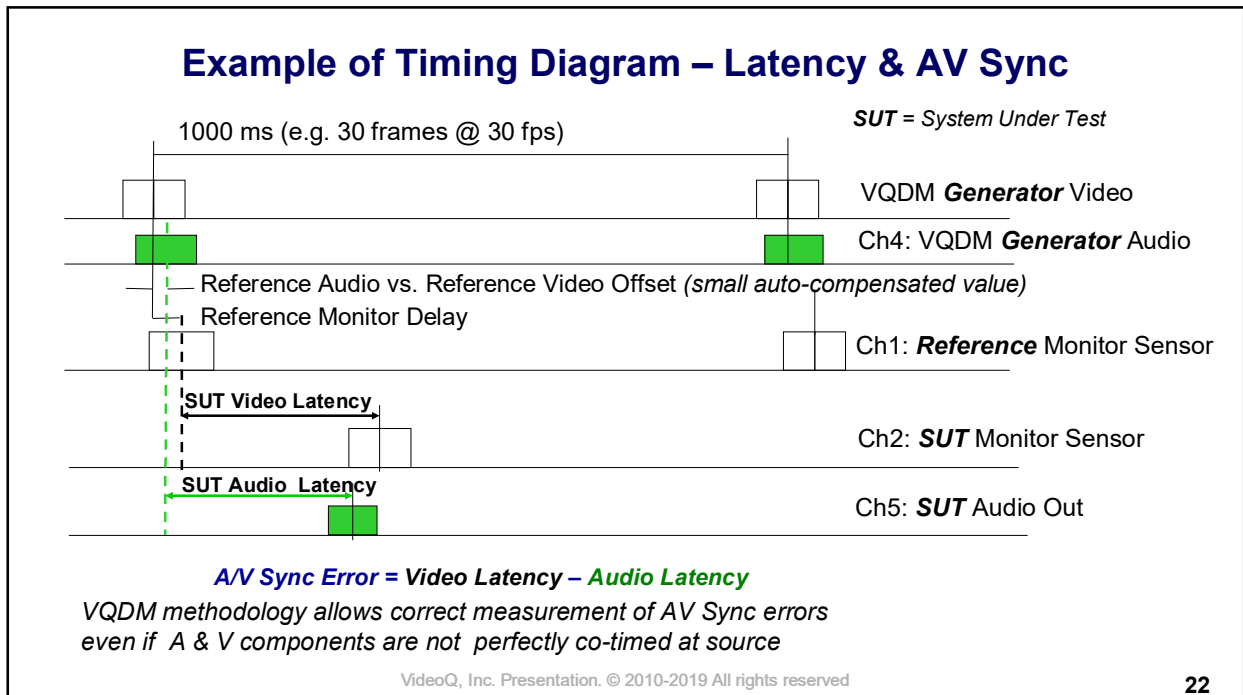 Example of Timing Diagram – Latency & AV Sync
SUT = System Under Test
1000 ms (e.g. 30 frames @ 30 fps)
VQDM Generator Video
Ch4: VQDM Generator Audio
Reference Audio vs. Reference Video Offset (small auto-compensated value)
Reference Monitor Delay
Ch1: Reference Monitor Sensor
SUT Video Latency
Ch2: SUT Monitor Sensor
SUT Audio Latency
Ch5: SUT Audio Out
A/V Sync Error = Video Latency – Audio Latency
VQDM methodology allows correct measurement of AV Sync errors
even if A & V components are not perfectly co-timed at source
VideoQ, Inc. Presentation. © 2010-2019 All rights reserved
22